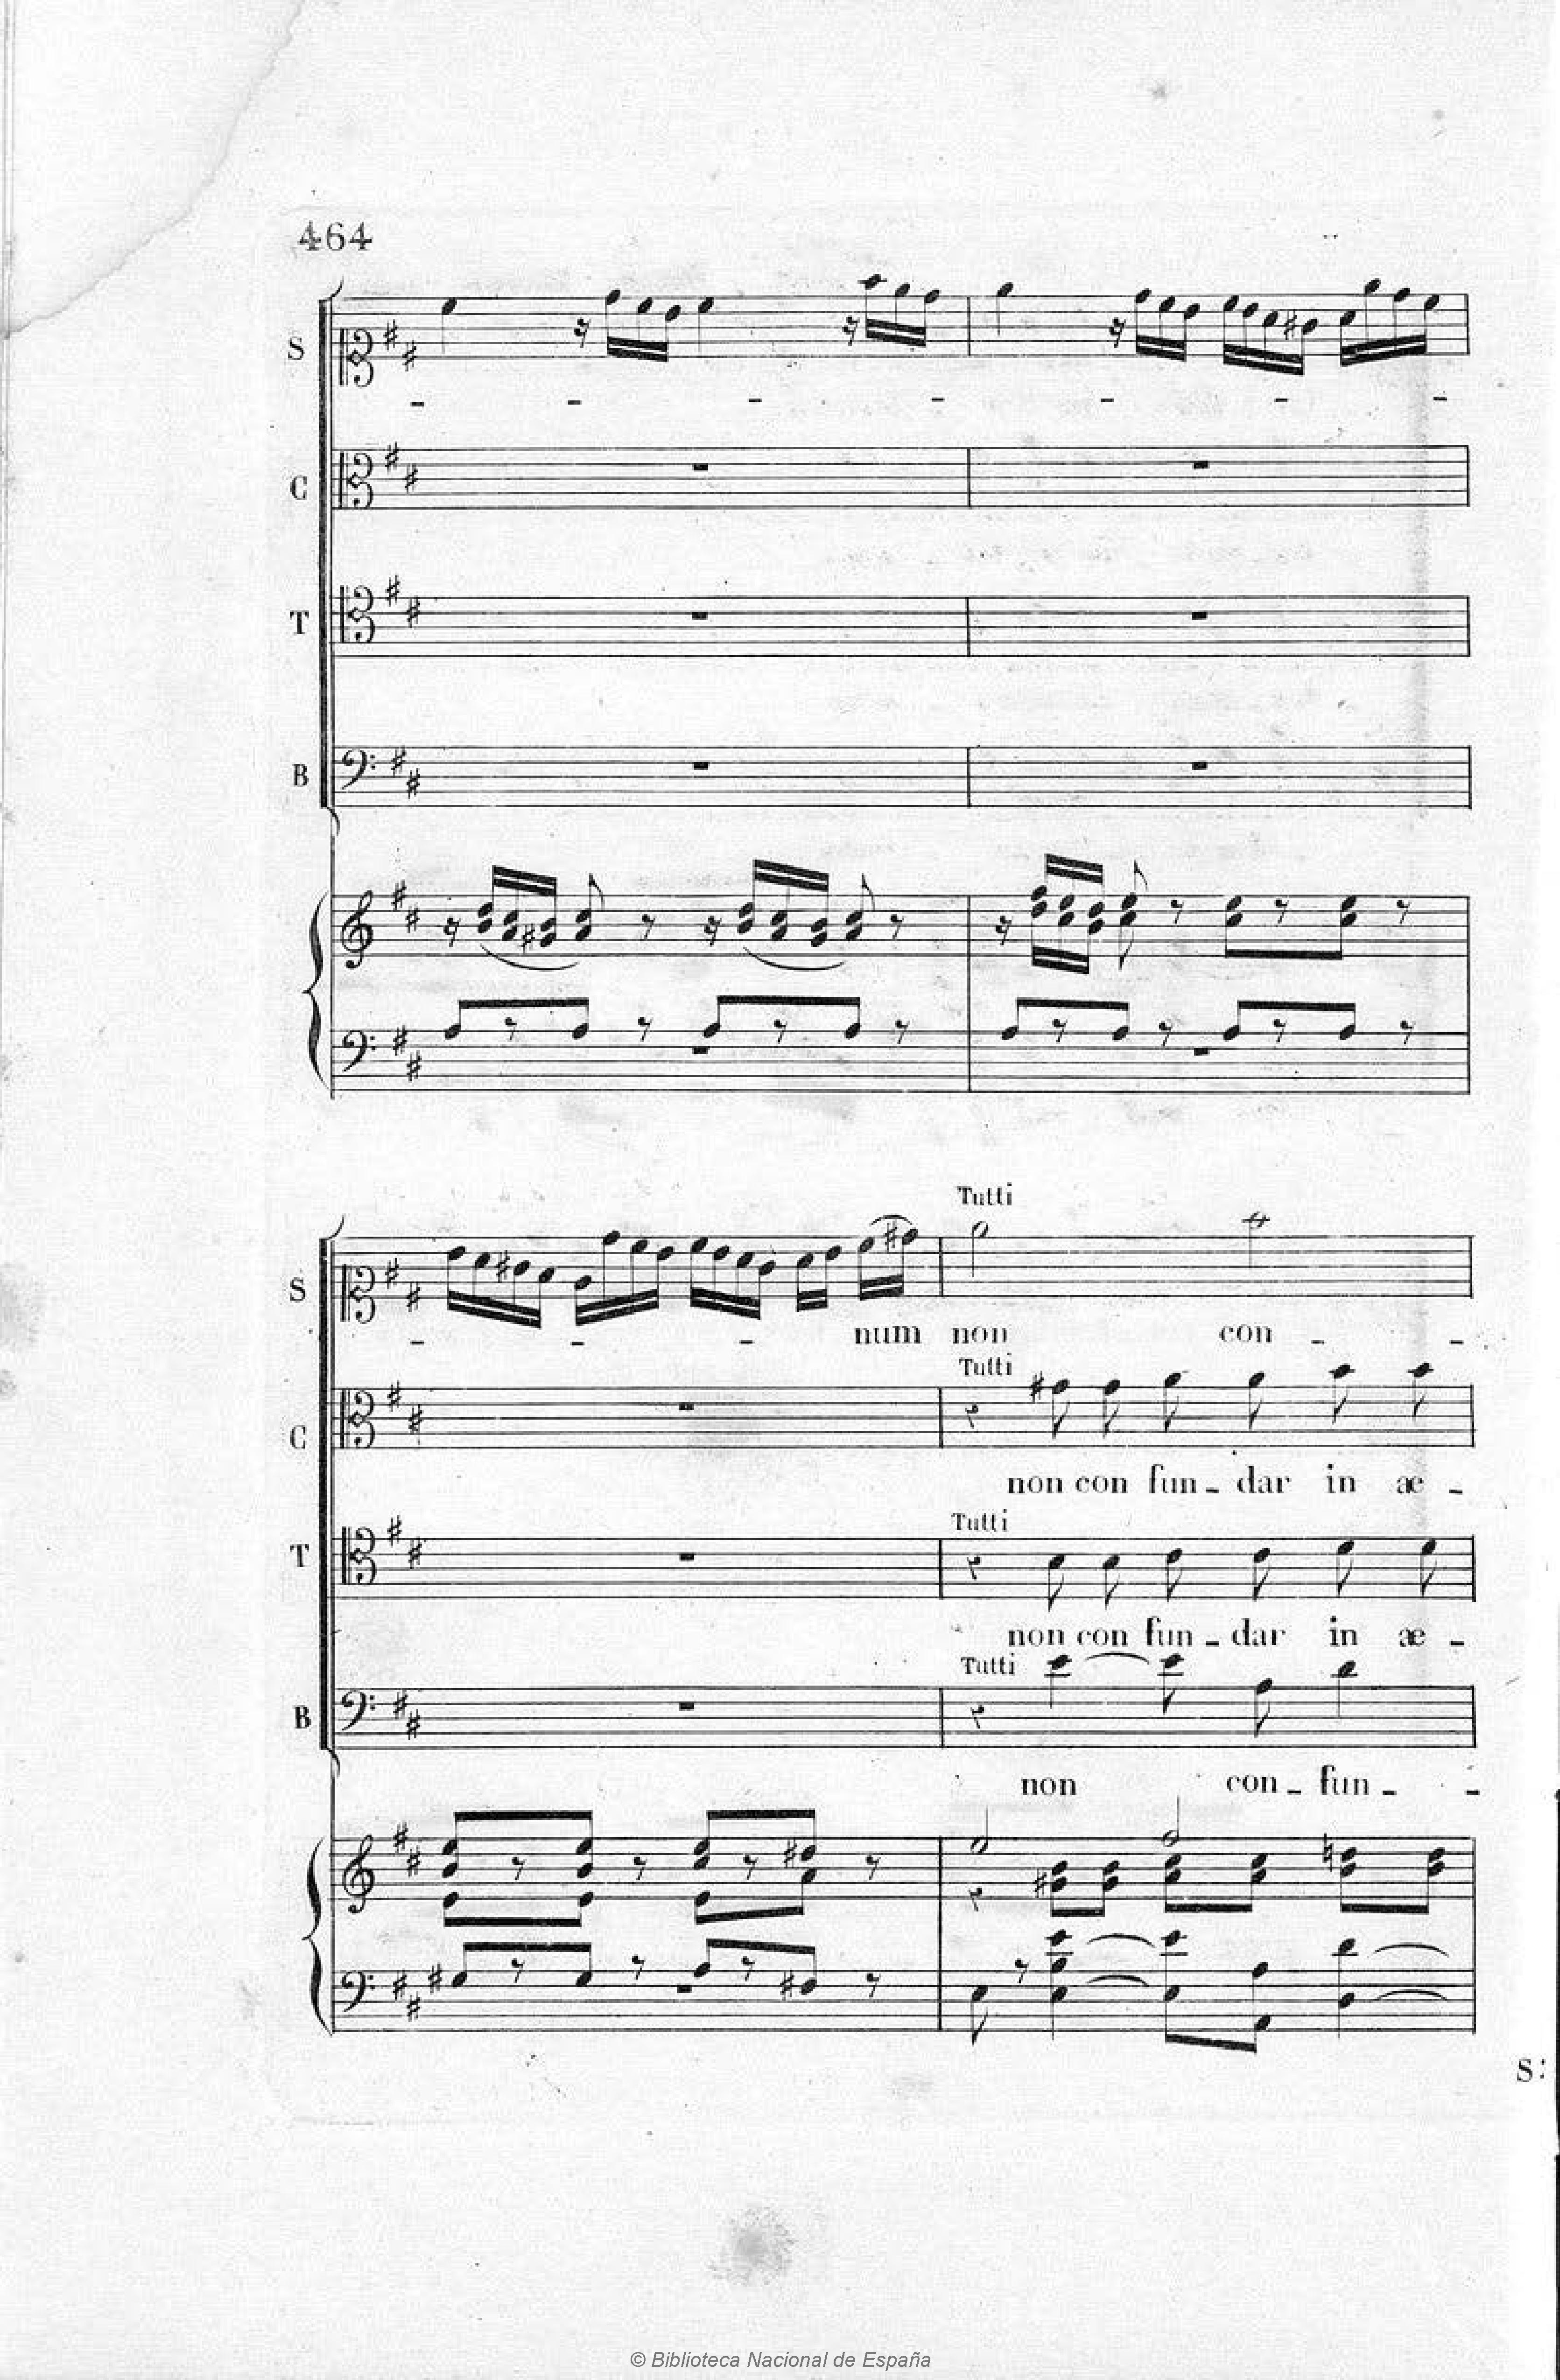 464
S
C
T
B
Tutti
S
num non con - -
Tutti
C
non con fun - dar in æ -
Tutti
T
non con fun - dar in æ -
Tutti
B
non con - fun - -
S:
© Biblioteca Nacional de España